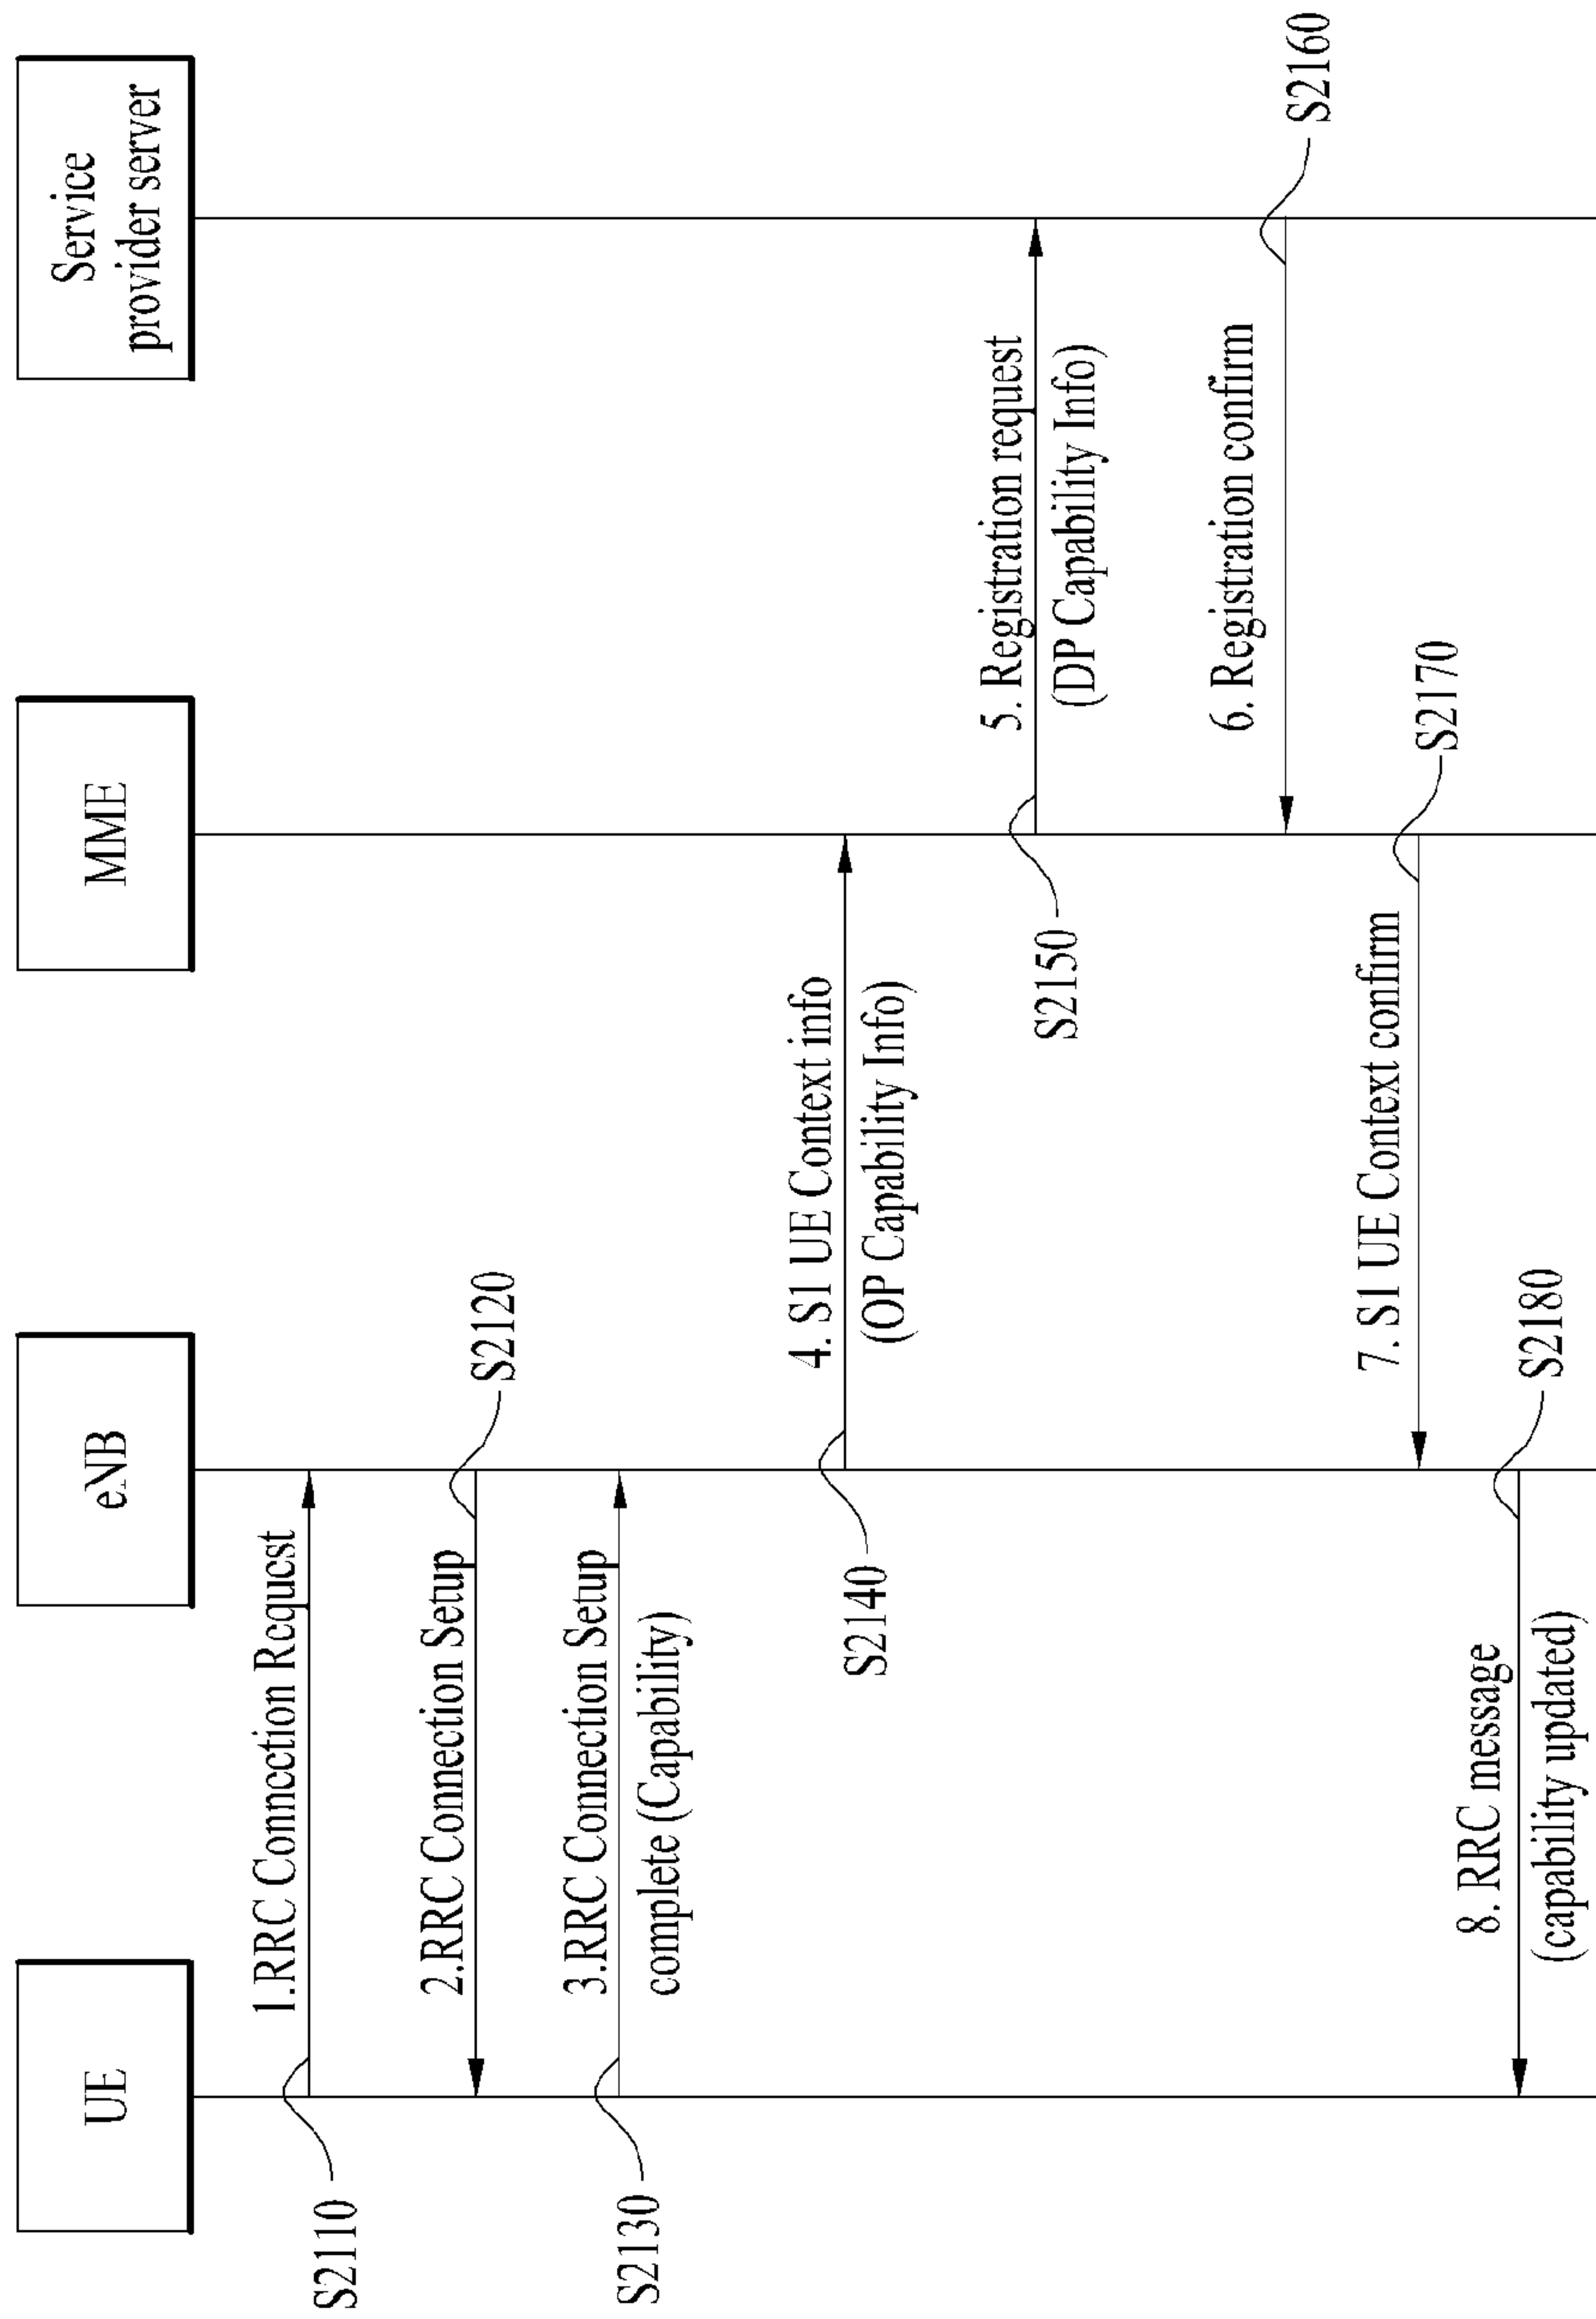 UE
eNB
MME
Service
provider server
1.RRC Connection Request
S2110
2.RRC Connection Setup
S2120
3.RRC Connection Setup
complete (Capability)
S2130
4. S1 UE Context info
(OP Capability Info)
S2140
5. Registration request
(DP Capability Info)
S2150
6. Registration confirm
S2160
7. S1 UE Context confirm
S2170
8. RRC message
(capability updated)
S2180